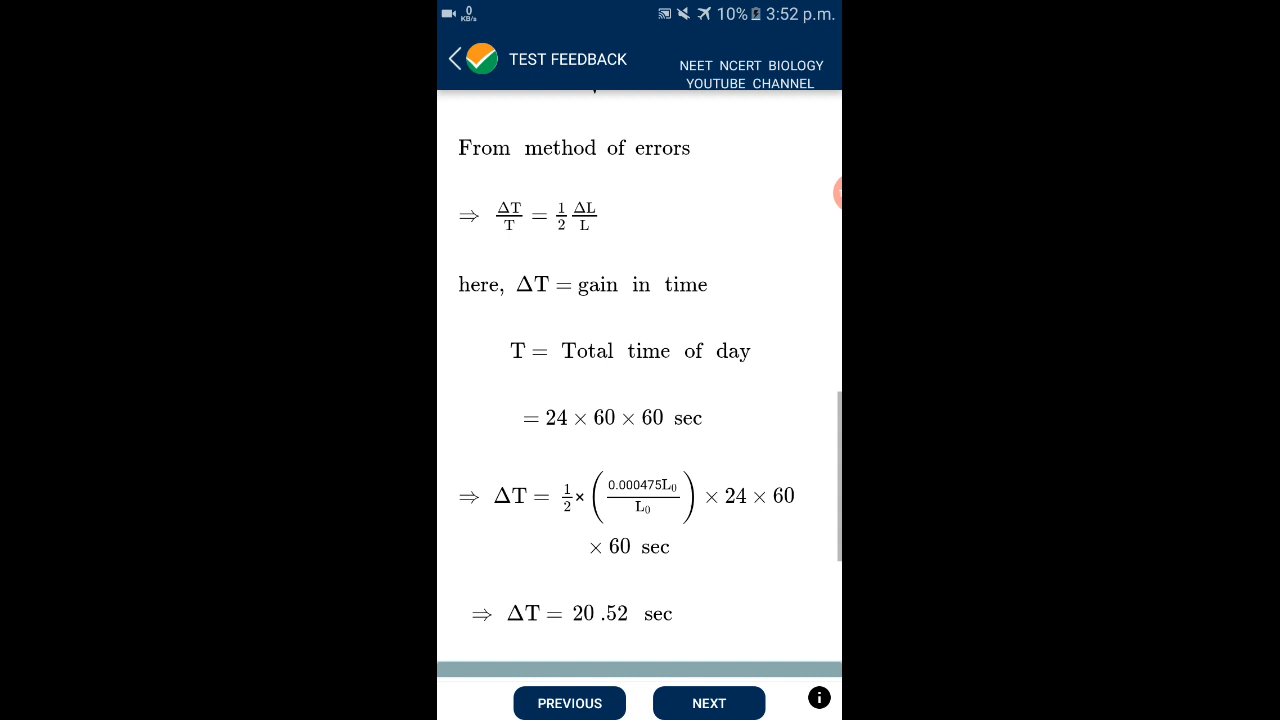 0 KB/s 10% 3:52 p.m.
TEST FEEDBACK
NEET NCERT BIOLOGY
YOUTUBE CHANNEL
From method of errors
⇒ ΔT/T = 1/2 ΔL/L
here, ΔT = gain in time
T = Total time of day
= 24 × 60 × 60 sec
⇒ ΔT = 1/2 × (0.000475L₀/L₀) × 24 × 60
× 60 sec
⇒ ΔT = 20 .52 sec
PREVIOUS NEXT